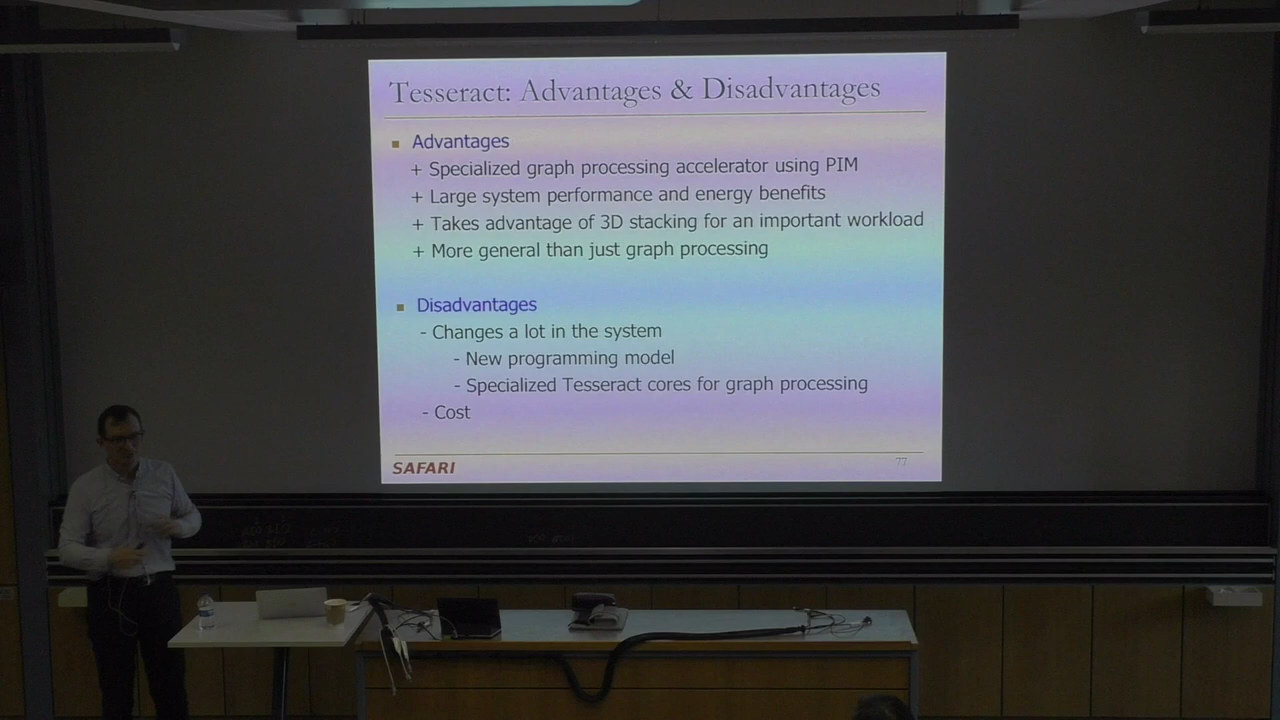 Tesseract: Advantages & Disadvantages
▪ Advantages
+ Specialized graph processing accelerator using PIM
+ Large system performance and energy benefits
+ Takes advantage of 3D stacking for an important workload
+ More general than just graph processing
▪ Disadvantages
- Changes a lot in the system
- New programming model
- Specialized Tesseract cores for graph processing
- Cost
SAFARI
77